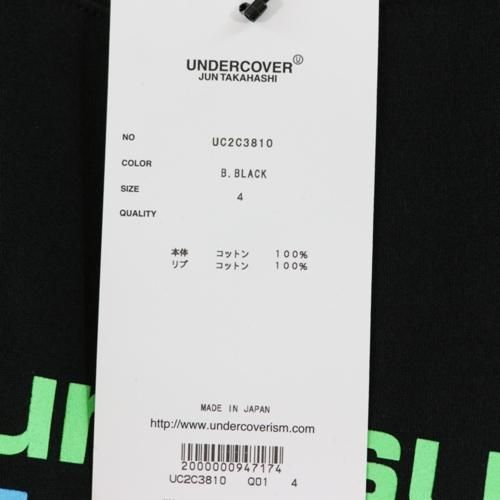 UNDERCOVER Ⓤ
JUN TAKAHASHI
NO UC2C3810
COLOR B.BLACK
SIZE 4
QUALITY
本体 コットン 100%
リブ コットン 100%
MADE IN JAPAN
http://www.undercoverism.com/
2000000947174
UC2C3810 Q01 4